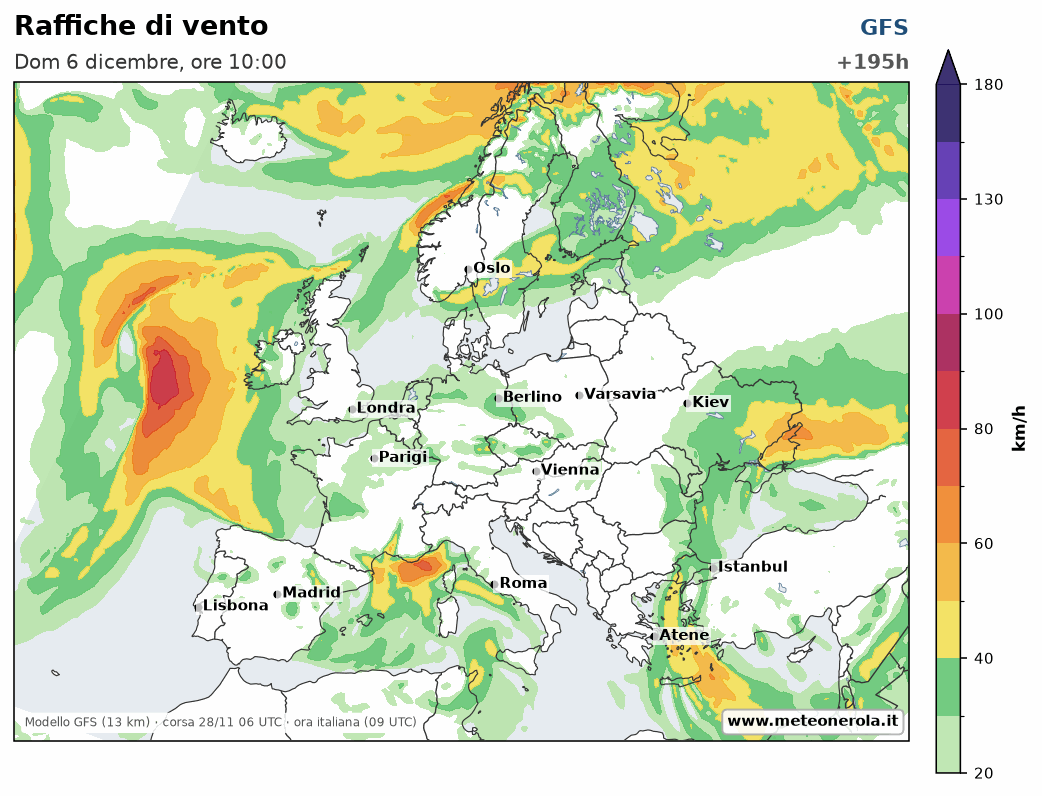 Raffiche di vento
GFS
Dom 6 dicembre, ore 10:00
+195h
180
130
100
80
60
40
20
km/h
Oslo
Berlino
Varsavia
Londra
Kiev
Parigi
Vienna
Istanbul
Roma
Madrid
Lisbona
Atene
Modello GFS (13 km) · corsa 28/11 06 UTC · ora italiana (09 UTC)
www.meteonerola.it